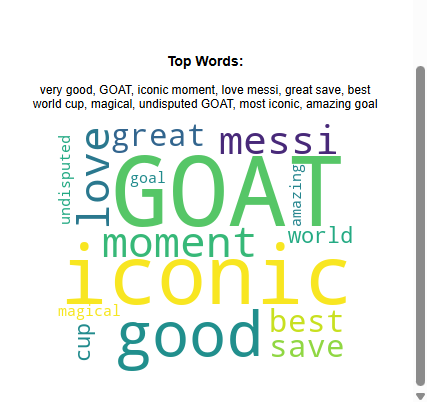 Top Words:
very good, GOAT, iconic moment, love messi, great save, best
world cup, magical, undisputed GOAT, most iconic, amazing goal
undisputed
love
great
messi
goal
GOAT
amazing
moment
world
iconic
magical
cup
good
best
save